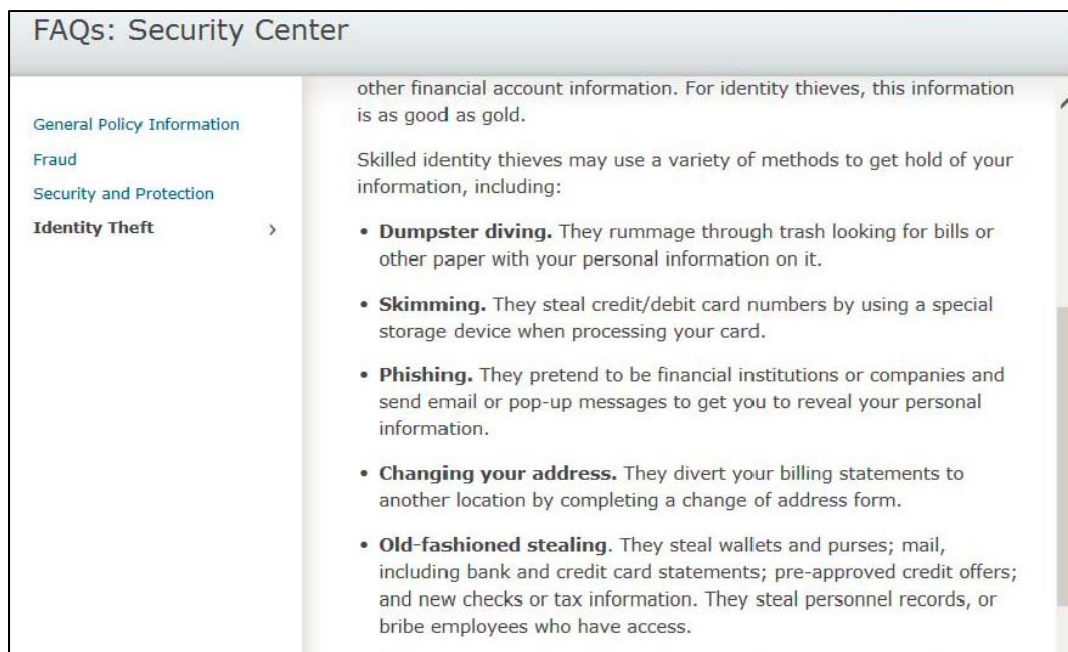 FAQs: Security Center
General Policy Information
Fraud
Security and Protection
Identity Theft
other financial account information. For identity thieves, this information
is as good as gold.
Skilled identity thieves may use a variety of methods to get hold of your
information, including:
• Dumpster diving. They rummage through trash looking for bills or
other paper with your personal information on it.
• Skimming. They steal credit/debit card numbers by using a special
storage device when processing your card.
• Phishing. They pretend to be financial institutions or companies and
send email or pop-up messages to get you to reveal your personal
information.
• Changing your address. They divert your billing statements to
another location by completing a change of address form.
• Old-fashioned stealing. They steal wallets and purses; mail,
including bank and credit card statements; pre-approved credit offers;
and new checks or tax information. They steal personnel records, or
bribe employees who have access.